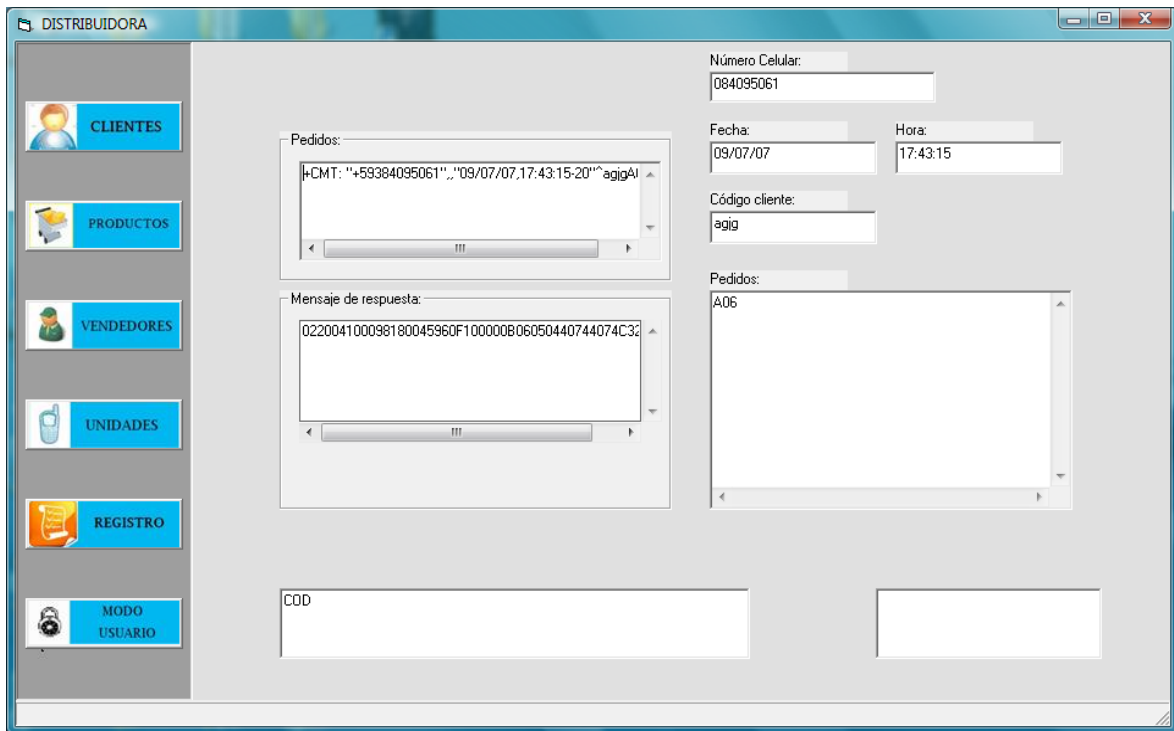 DISTRIBUIDORA
CLIENTES
PRODUCTOS
VENDEDORES
UNIDADES
REGISTRO
MODO
USUARIO
Pedidos:
+CMT: "+59384095061",,"09/07/07,17:43:15-20"^agjgA
Mensaje de respuesta:
022004100098180045960F100000B06050440744074C32
COD
Número Celular:
084095061
Fecha:
09/07/07
Hora:
17:43:15
Código cliente:
agjg
Pedidos:
A06